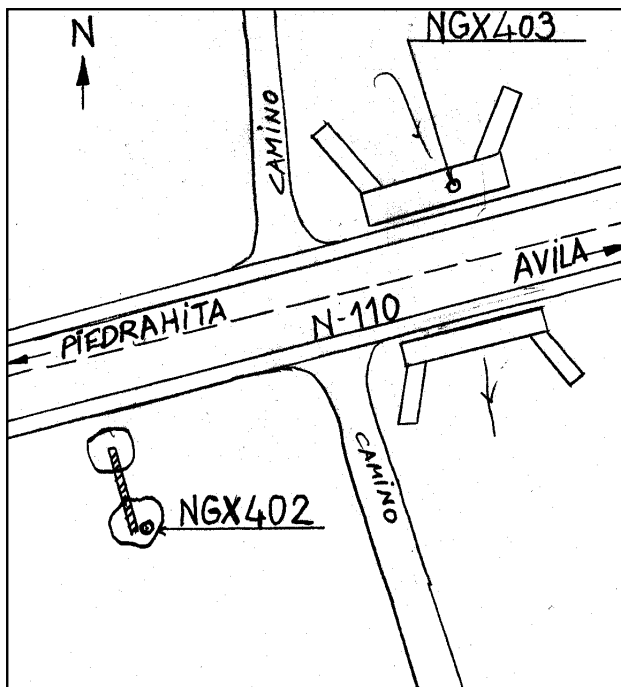 N
NGX403
CAMINO
AVILA
PIEDRAHITA
N-110
CAMINO
NGX402